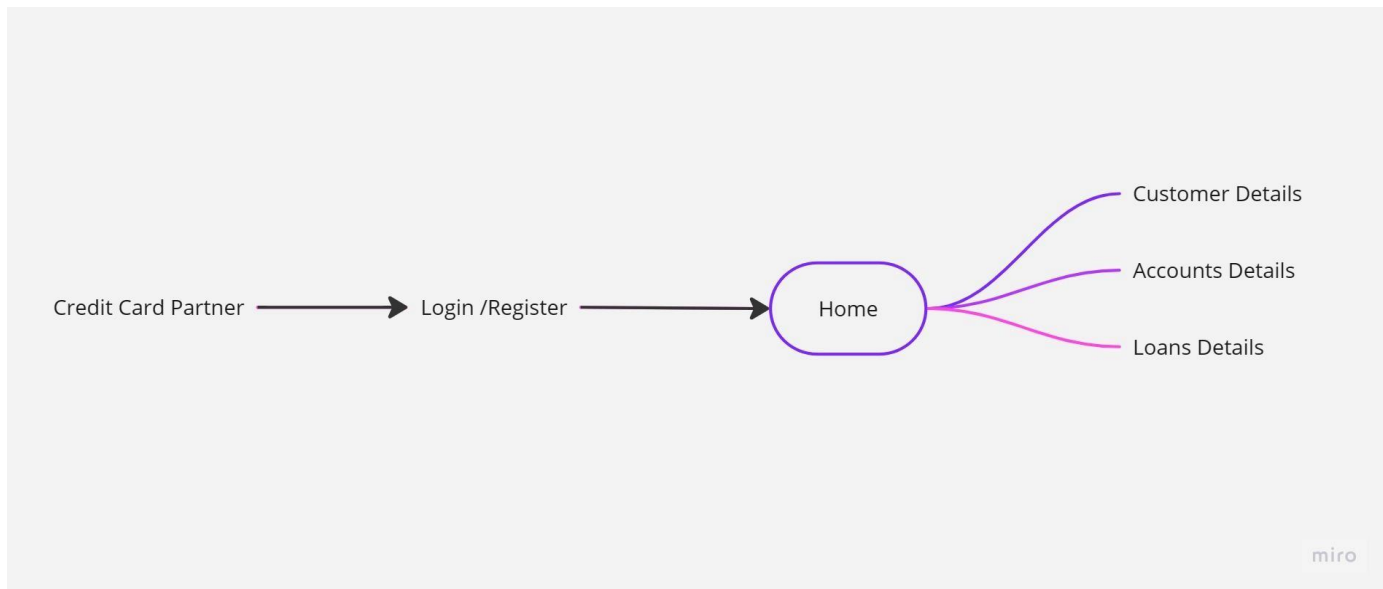 Credit Card Partner
Login /Register
Home
Customer Details
Accounts Details
Loans Details
miro